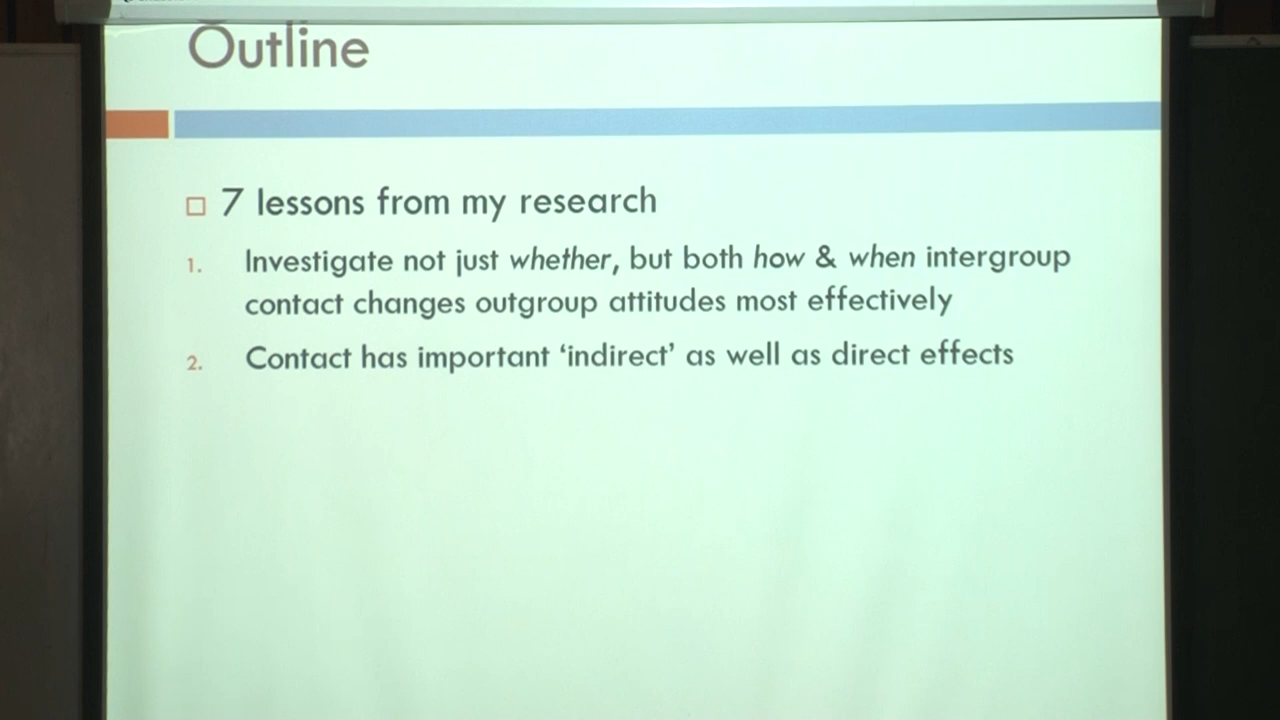 Outline
7 lessons from my research
1. Investigate not just whether, but both how & when intergroup
contact changes outgroup attitudes most effectively
2. Contact has important ‘indirect’ as well as direct effects